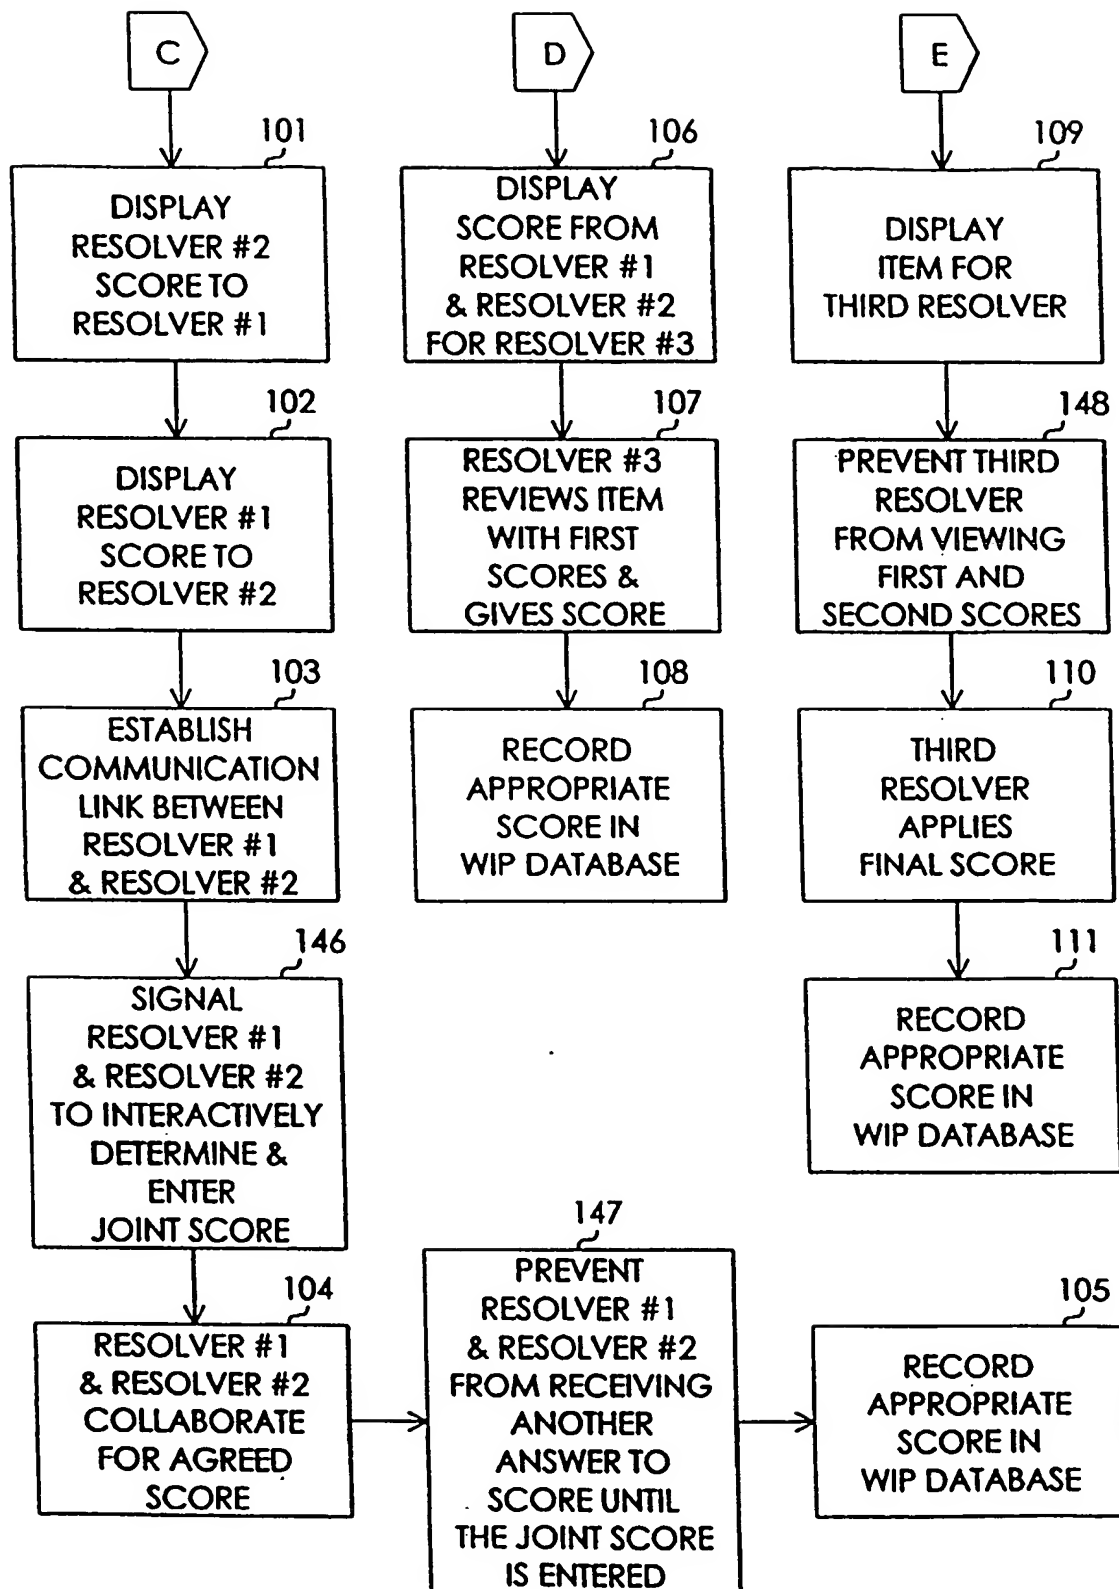 C
101
DISPLAY
RESOLVER #2
SCORE TO
RESOLVER #1
102
DISPLAY
RESOLVER #1
SCORE TO
RESOLVER #2
103
ESTABLISH
COMMUNICATION
LINK BETWEEN
RESOLVER #1
& RESOLVER #2
146
SIGNAL
RESOLVER #1
& RESOLVER #2
TO INTERACTIVELY
DETERMINE &
ENTER
JOINT SCORE
104
RESOLVER #1
& RESOLVER #2
COLLABORATE
FOR AGREED
SCORE
147
PREVENT
RESOLVER #1
& RESOLVER #2
FROM RECEIVING
ANOTHER
ANSWER TO
SCORE UNTIL
THE JOINT SCORE
IS ENTERED
105
RECORD
APPROPRIATE
SCORE IN
WIP DATABASE
D
106
DISPLAY
SCORE FROM
RESOLVER #1
& RESOLVER #2
FOR RESOLVER #3
107
RESOLVER #3
REVIEWS ITEM
WITH FIRST
SCORES &
GIVES SCORE
108
RECORD
APPROPRIATE
SCORE IN
WIP DATABASE
E
109
DISPLAY
ITEM FOR
THIRD RESOLVER
148
PREVENT THIRD
RESOLVER
FROM VIEWING
FIRST AND
SECOND SCORES
110
THIRD
RESOLVER
APPLIES
FINAL SCORE
111
RECORD
APPROPRIATE
SCORE IN
WIP DATABASE